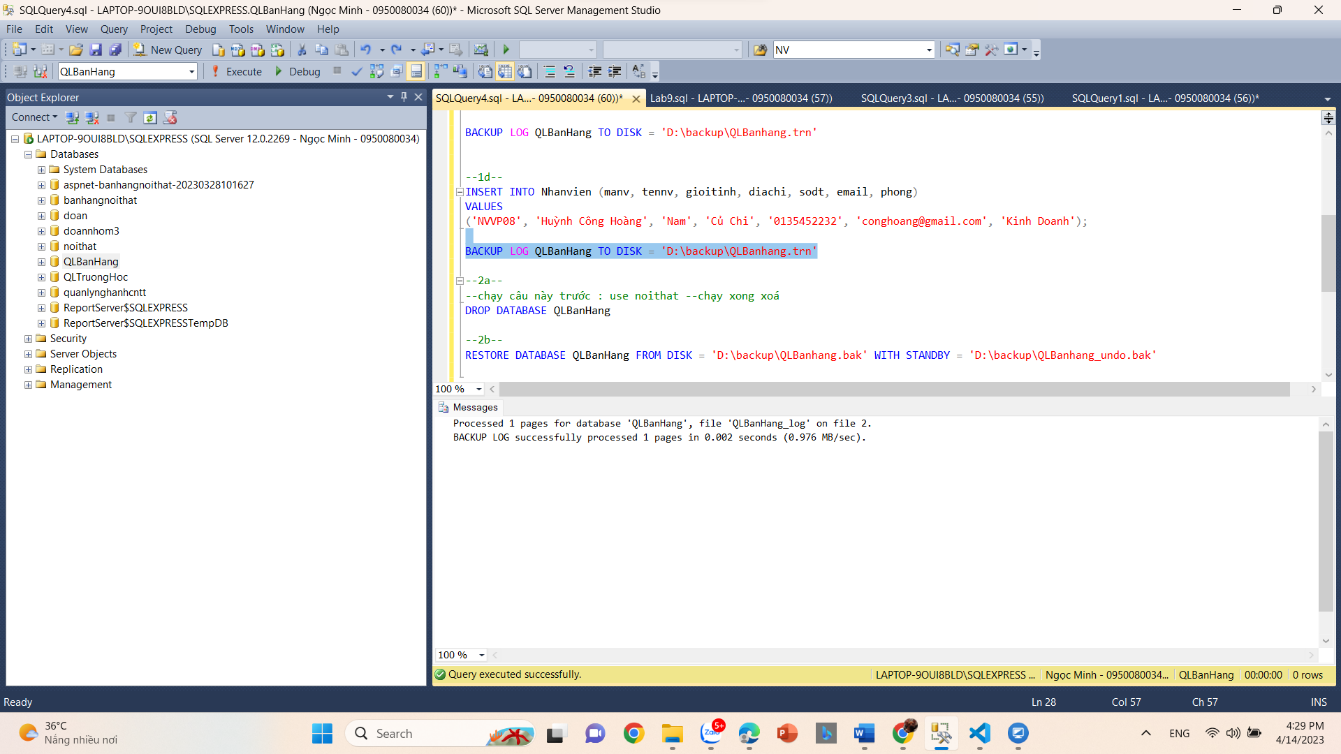 SQLQuery4.sql - LAPTOP-9OUI8BLD\SQLEXPRESS.QLBanHang (Ngọc Minh - 0950080034 (60))* - Microsoft SQL Server Management Studio
File Edit View Query Project Debug Tools Window Help
New Query NV
QLBanHang Execute Debug
Object Explorer
Connect
LAPTOP-9OUI8BLD\SQLEXPRESS (SQL Server 12.0.2269 - Ngọc Minh - 0950080034)
Databases
System Databases
aspnet-banhangnoithat-20230328101627
banhangnoithat
doan
doannhom3
noithat
QLBanHang
QLTruongHoc
quanlynghanhcntt
ReportServer$SQLEXPRESS
ReportServer$SQLEXPRESSTempDB
Security
Server Objects
Replication
Management
SQLQuery4.sql - LA...- 0950080034 (60))* Lab9.sql - LAPTOP-...- 0950080034 (57)) SQLQuery3.sql - LA...- 0950080034 (55)) SQLQuery1.sql - LA...- 0950080034 (56))*
BACKUP LOG QLBanHang TO DISK = 'D:\backup\QLBanhang.trn'
--1d--
INSERT INTO Nhanvien (manv, tennv, gioitinh, diachi, sodt, email, phong)
VALUES
('NVVP08', 'Huỳnh Công Hoàng', 'Nam', 'Củ Chi', '0135452232', 'conghoang@gmail.com', 'Kinh Doanh');
BACKUP LOG QLBanHang TO DISK = 'D:\backup\QLBanhang.trn'
--2a--
--chạy câu này trước : use noithat --chạy xong xoá
DROP DATABASE QLBanHang
--2b--
RESTORE DATABASE QLBanHang FROM DISK = 'D:\backup\QLBanhang.bak' WITH STANDBY = 'D:\backup\QLBanhang_undo.bak'
100 %
Messages
Processed 1 pages for database 'QLBanHang', file 'QLBanHang_log' on file 2.
BACKUP LOG successfully processed 1 pages in 0.002 seconds (0.976 MB/sec).
100 %
Query executed successfully. LAPTOP-9OUI8BLD\SQLEXPRESS ... Ngọc Minh - 0950080034... QLBanHang 00:00:00 0 rows
Ready Ln 28 Col 57 Ch 57 INS
36°C
Nắng nhiều nơi
Search
5+
Zalo
ENG
4:29 PM
4/14/2023